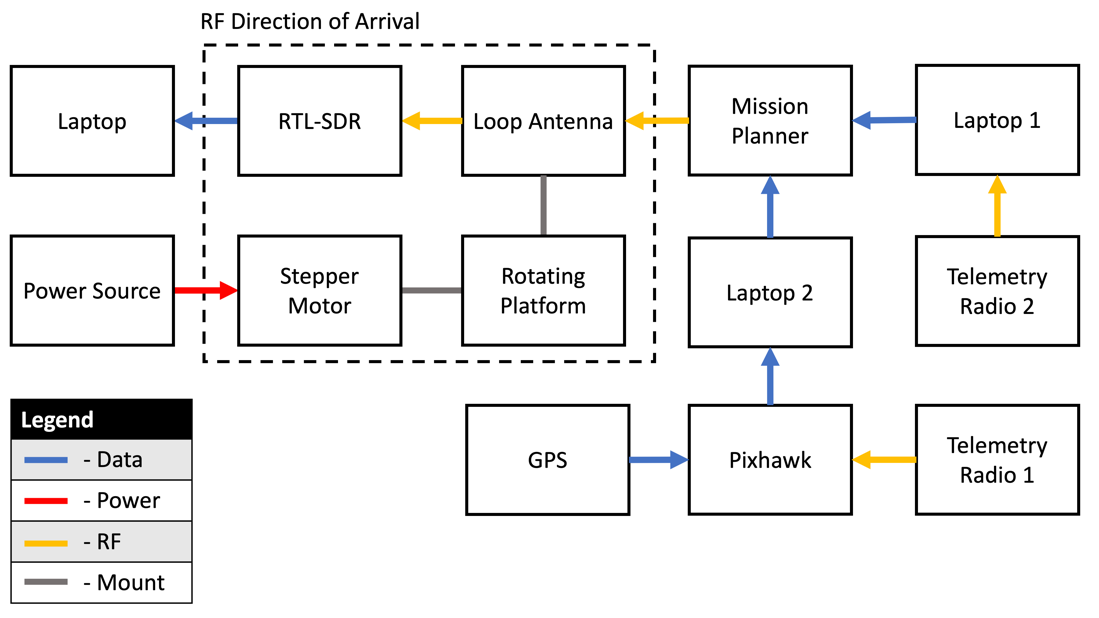 RF Direction of Arrival
Laptop
RTL-SDR
Loop Antenna
Mission
Planner
Laptop 1
Power Source
Stepper
Motor
Rotating
Platform
Laptop 2
Telemetry
Radio 2
GPS
Pixhawk
Telemetry
Radio 1
Legend
- Data
- Power
- RF
- Mount